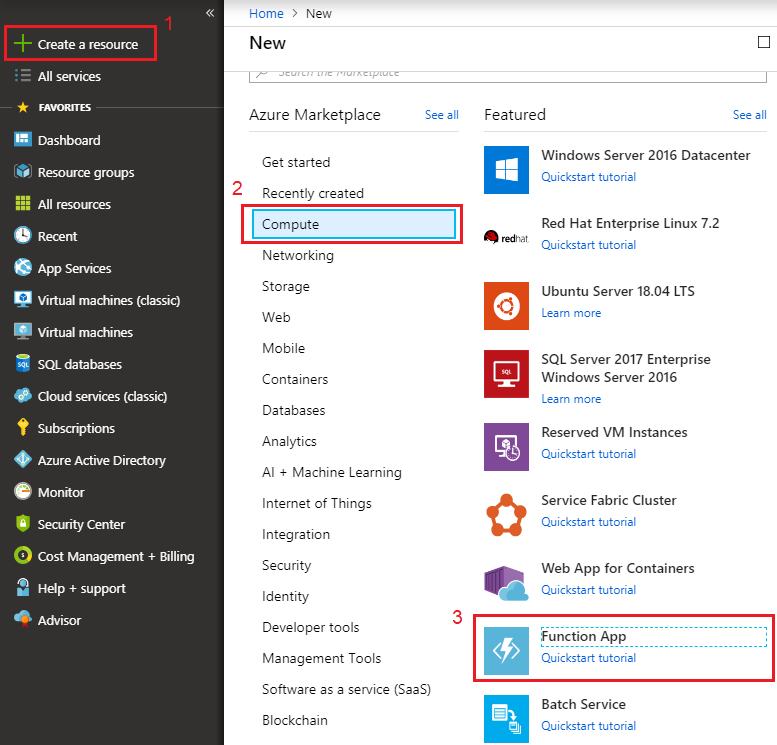 «
1
Create a resource
All services
FAVORITES
Dashboard
Resource groups
All resources
Recent
App Services
Virtual machines (classic)
Virtual machines
SQL
SQL databases
Cloud services (classic)
Subscriptions
Azure Active Directory
Monitor
Security Center
Cost Management + Billing
Help + support
Advisor
Home > New
New
Search the Marketplace
Azure Marketplace See all
Get started
Recently created
2
Compute
Networking
Storage
Web
Mobile
Containers
Databases
Analytics
AI + Machine Learning
Internet of Things
Integration
Security
Identity
Developer tools
Management Tools
Software as a service (SaaS)
Blockchain
Featured See all
Windows Server 2016 Datacenter
Quickstart tutorial
redhat.
Red Hat Enterprise Linux 7.2
Quickstart tutorial
Ubuntu Server 18.04 LTS
Learn more
SQL
SQL Server 2017 Enterprise
Windows Server 2016
Learn more
Reserved VM Instances
Quickstart tutorial
Service Fabric Cluster
Quickstart tutorial
Web App for Containers
Quickstart tutorial
3
Function App
Quickstart tutorial
Batch Service
Quickstart tutorial